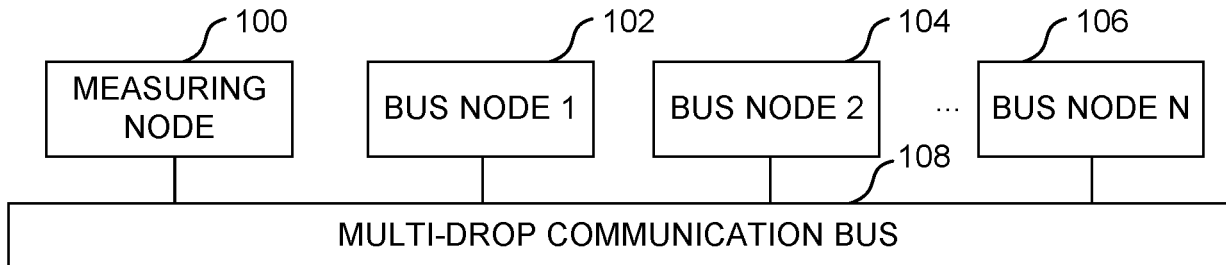 100
102
104
106
MEASURING
NODE
BUS NODE 1
BUS NODE 2
...
BUS NODE N
108
MULTI-DROP COMMUNICATION BUS